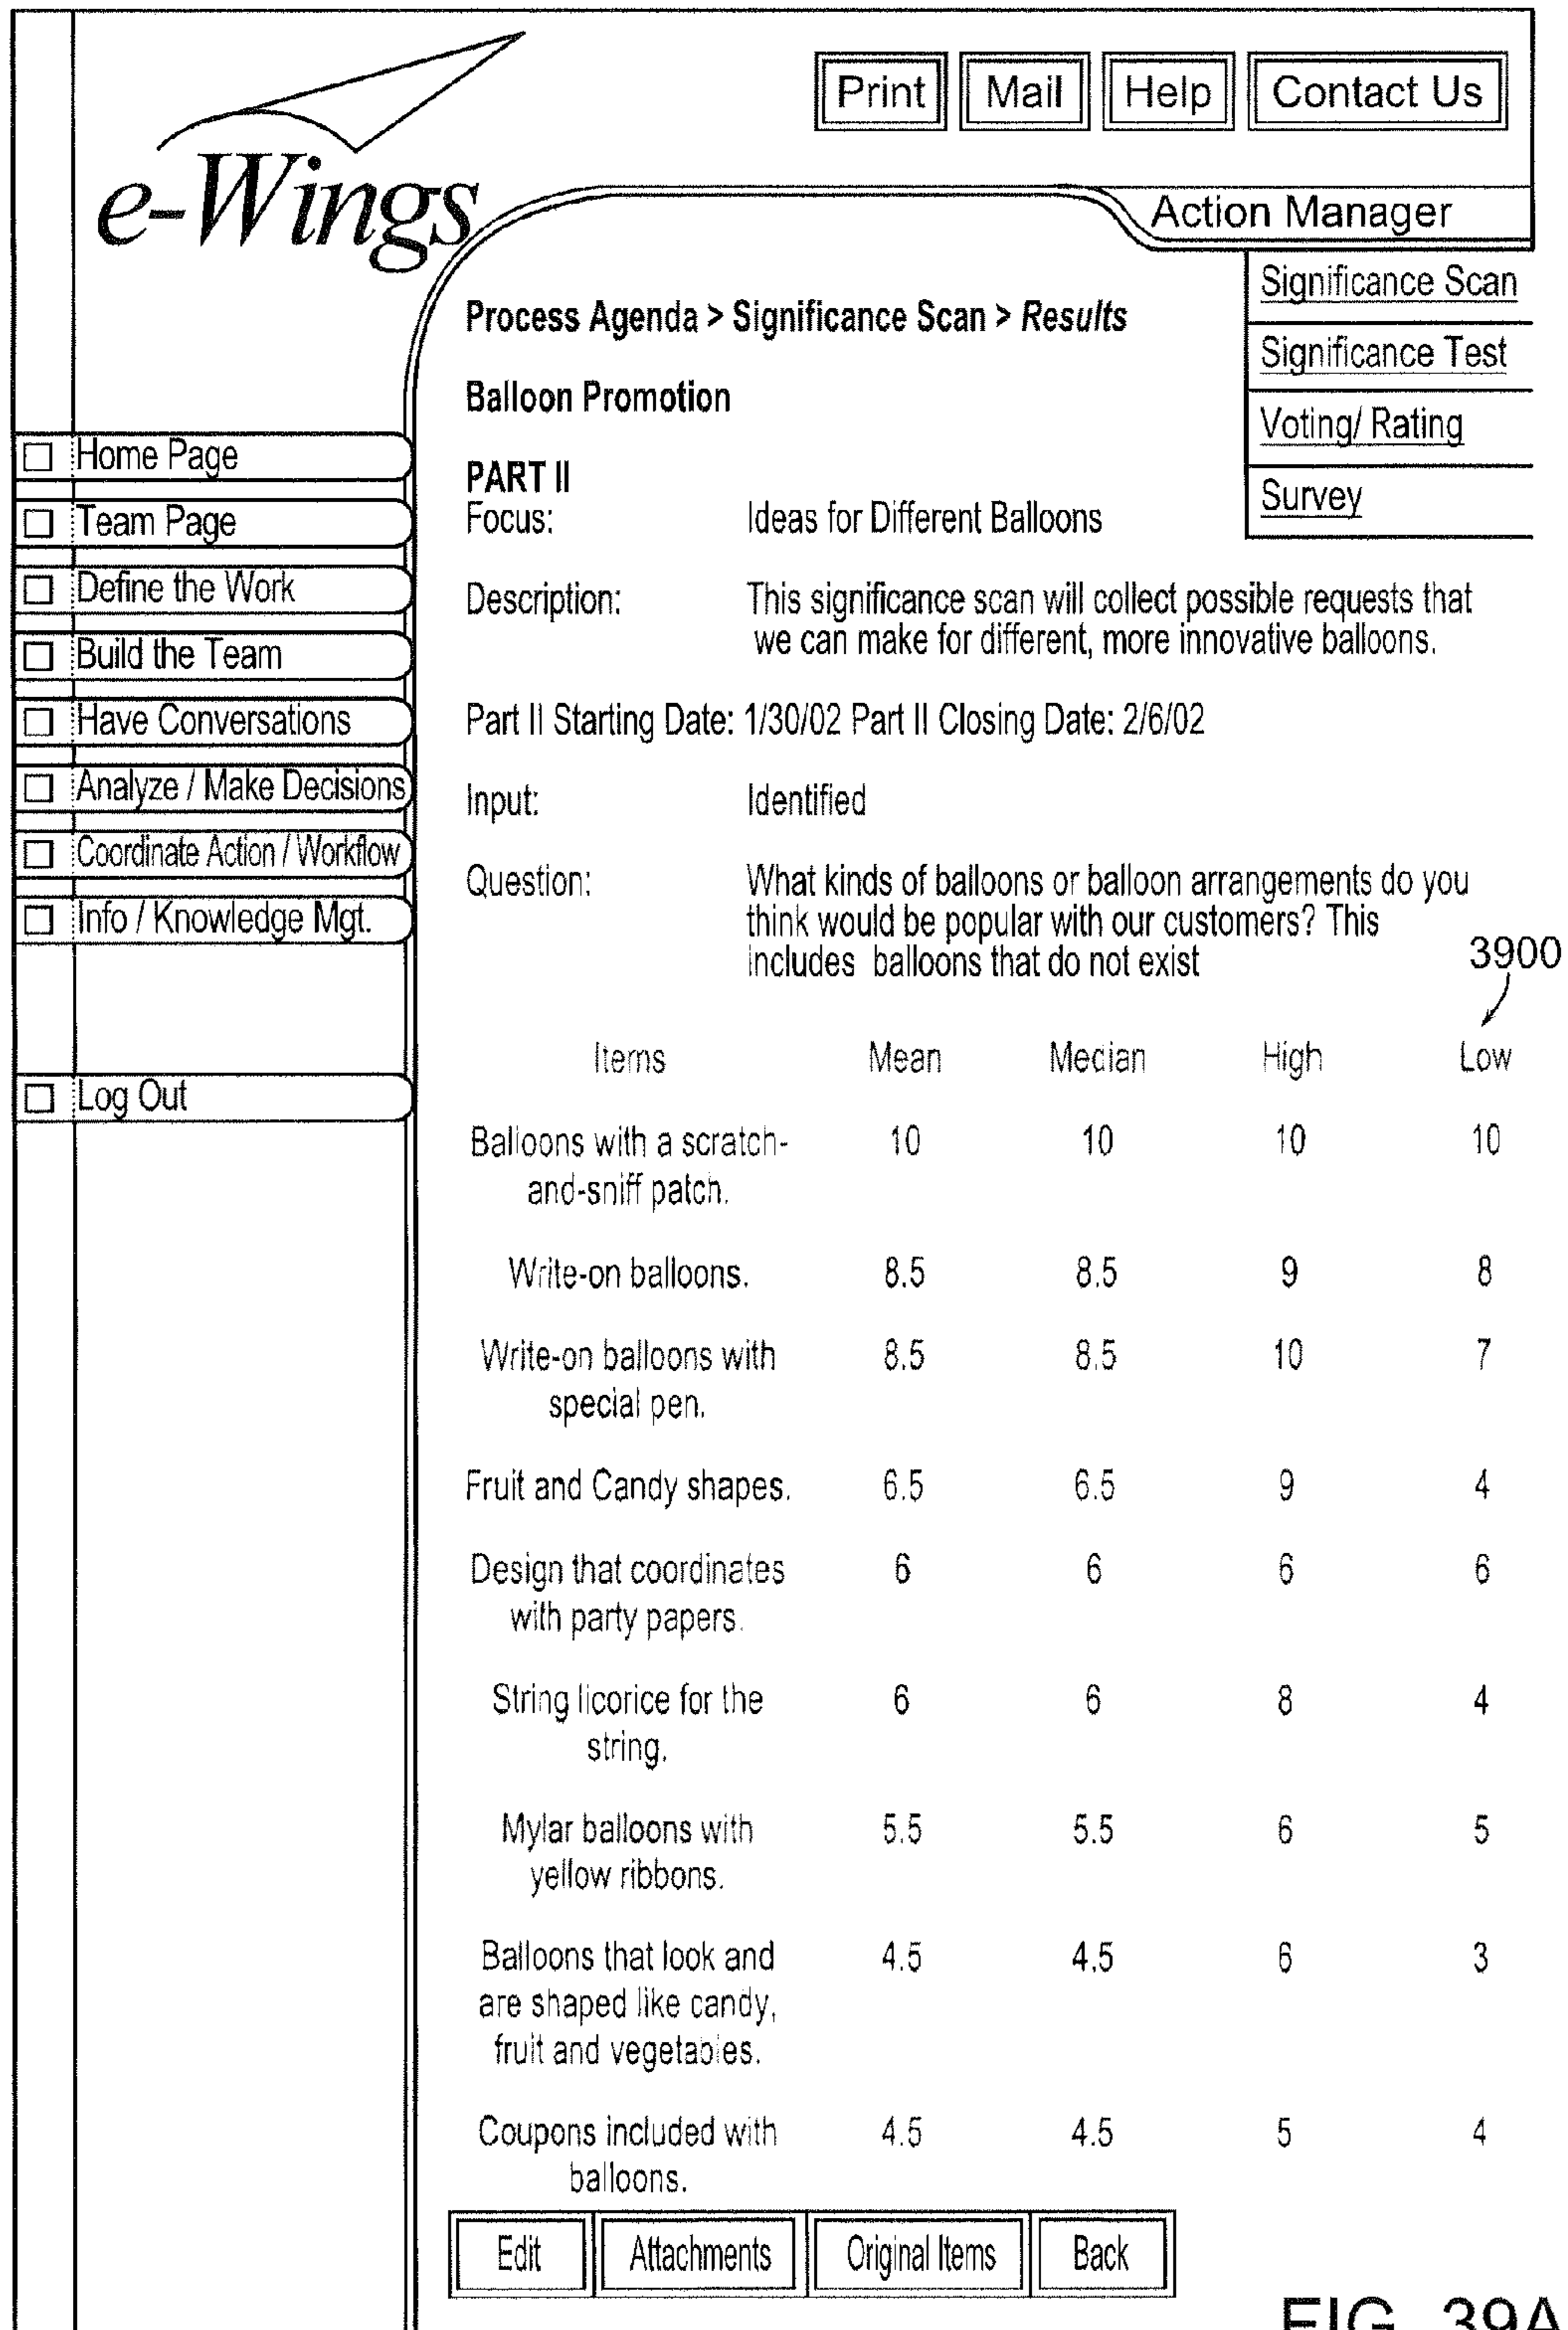 Print Mail Help Contact Us
e-Wings
Action Manager
Significance Scan
Significance Test
Voting/ Rating
Survey
Home Page
Team Page
Define the Work
Build the Team
Have Conversations
Analyze / Make Decisions
Coordinate Action / Workflow
Info / Knowledge Mgt.
Log Out
Process Agenda > Significance Scan > Results
Balloon Promotion
PART II
Focus: Ideas for Different Balloons
Description: This significance scan will collect possible requests that
we can make for different, more innovative balloons.
Part II Starting Date: 1/30/02 Part II Closing Date: 2/6/02
Input: Identified
Question: What kinds of balloons or balloon arrangements do you
think would be popular with our customers? This
includes balloons that do not exist
3900
Items Mean Median High Low
Balloons with a scratch- 10 10 10 10
and-sniff patch.
Write-on balloons. 8.5 8.5 9 8
Write-on balloons with 8.5 8.5 10 7
special pen.
Fruit and Candy shapes. 6.5 6.5 9 4
Design that coordinates 6 6 6 6
with party papers.
String licorice for the 6 6 8 4
string.
Mylar balloons with 5.5 5.5 6 5
yellow ribbons.
Balloons that look and 4.5 4.5 6 3
are shaped like candy,
fruit and vegetables.
Coupons included with 4.5 4.5 5 4
balloons.
Edit Attachments Original Items Back
FIG. 39A